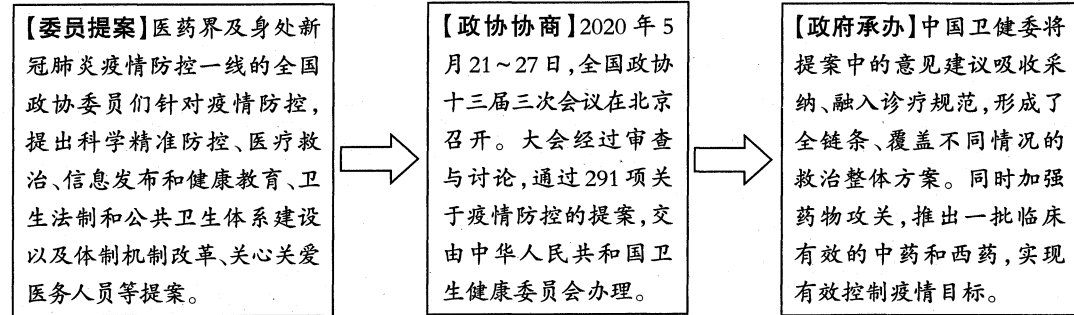 【委员提案】医药界及身处新
冠肺炎疫情防控一线的全国
政协委员们针对疫情防控，
提出科学精准防控、医疗救
治、信息发布和健康教育、卫
生法制和公共卫生体系建设
以及体制机制改革、关心关爱
医务人员等提案。
【政协协商】2020 年 5
月 21～27 日，全国政协
十三届三次会议在北京
召开。大会经过审查
与讨论，通过 291 项关
于疫情防控的提案，交
由中华人民共和国卫
生健康委员会办理。
【政府承办】中国卫健委将
提案中的意见建议吸收采
纳、融入诊疗规范，形成了
全链条、覆盖不同情况的
救治整体方案。同时加强
药物攻关，推出一批临床
有效的中药和西药，实现
有效控制疫情目标。